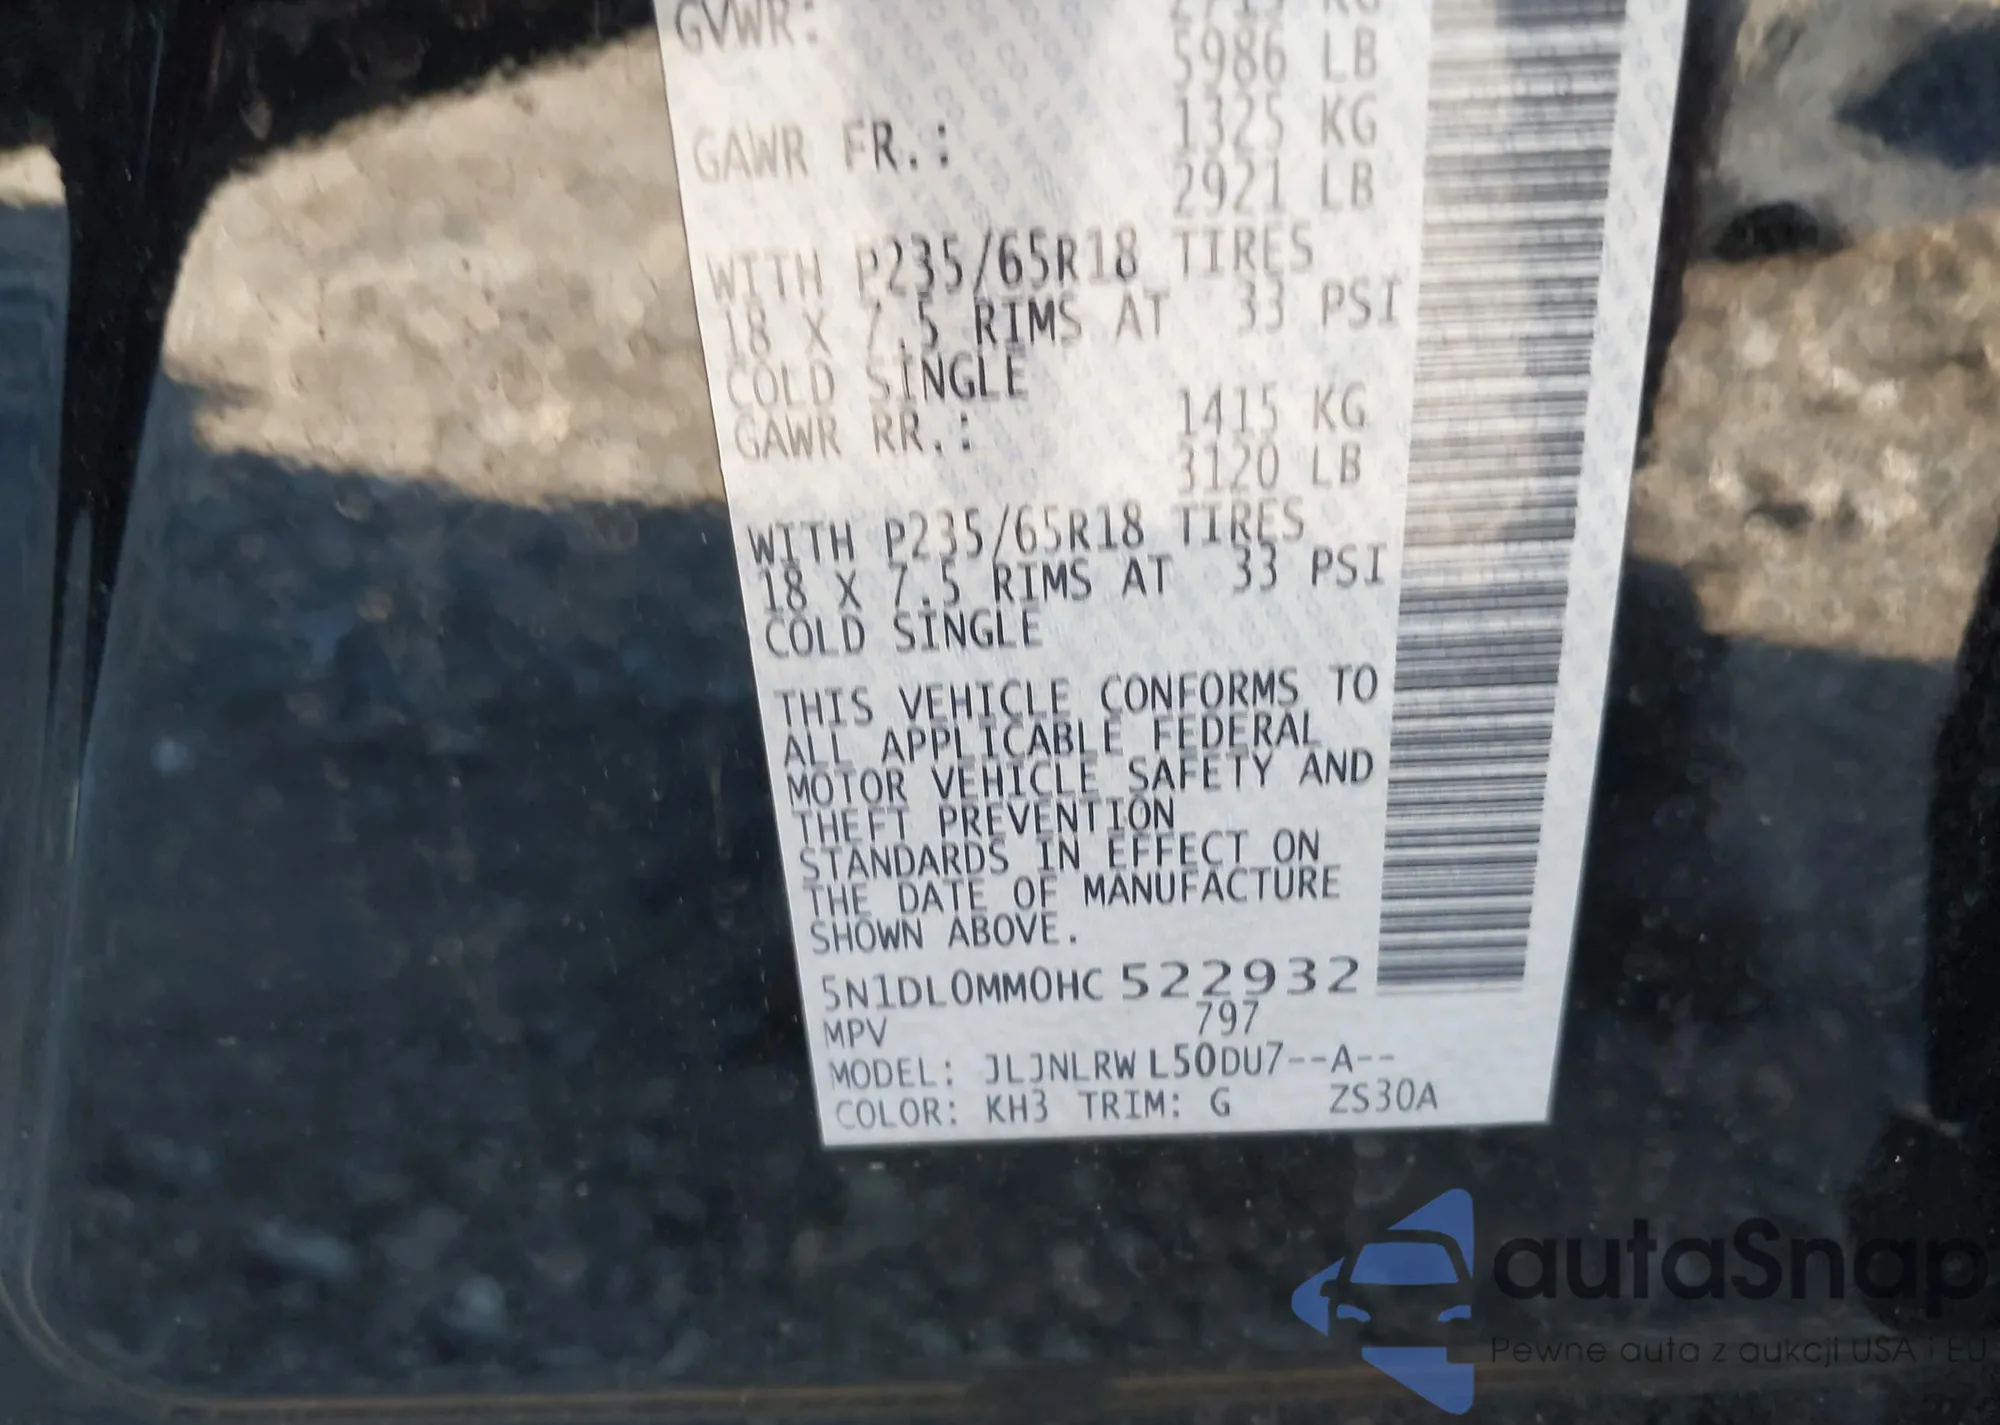 GVWR: 2715 KG
5986 LB
GAWR FR.: 1325 KG
2921 LB
WITH P235/65R18 TIRES
18 X 7.5 RIMS AT 33 PSI
COLD SINGLE
GAWR RR.: 1415 KG
3120 LB
WITH P235/65R18 TIRES
18 X 7.5 RIMS AT 33 PSI
COLD SINGLE
THIS VEHICLE CONFORMS TO
ALL APPLICABLE FEDERAL
MOTOR VEHICLE SAFETY AND
THEFT PREVENTION
STANDARDS IN EFFECT ON
THE DATE OF MANUFACTURE
SHOWN ABOVE.
5N1DL0MM0HC522932
MPV 797
MODEL: JLJNLRW L50DU7--A--
COLOR: KH3 TRIM: G ZS30A
autaSnap
Pewne auta z aukcji USA i EU